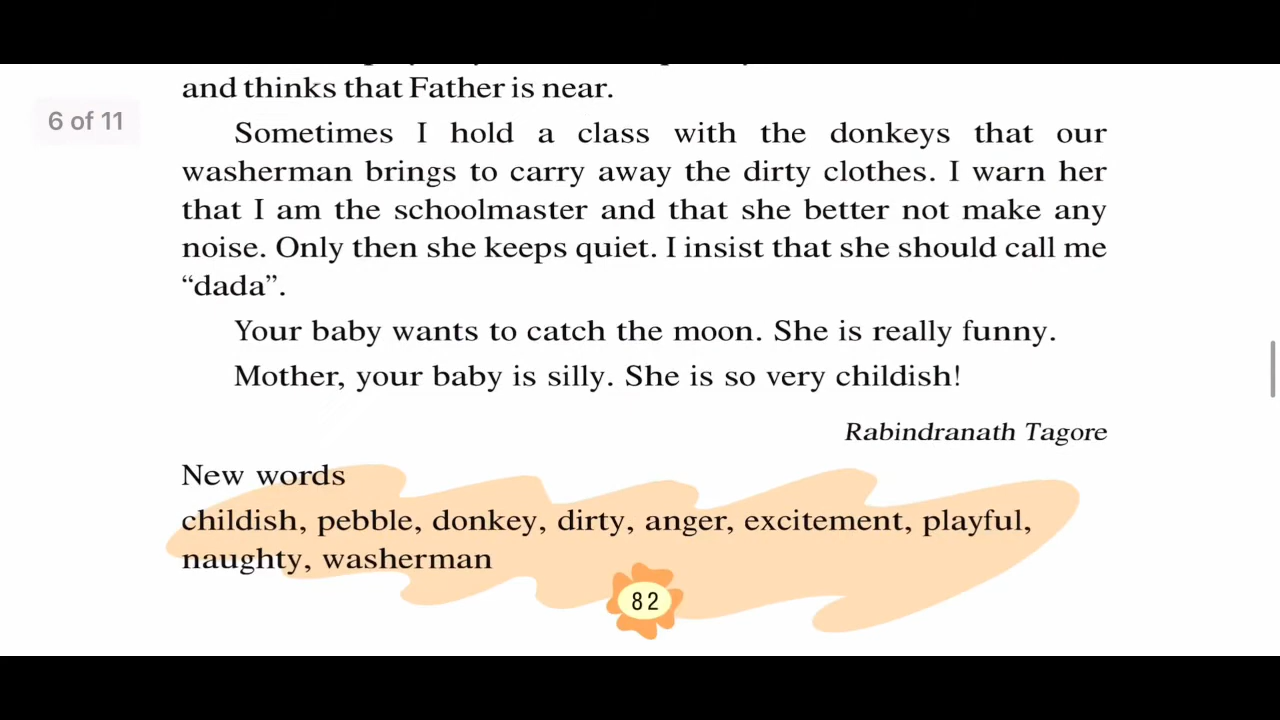 and thinks that Father is near.
6 of 11
Sometimes I hold a class with the donkeys that our
washerman brings to carry away the dirty clothes. I warn her
that I am the schoolmaster and that she better not make any
noise. Only then she keeps quiet. I insist that she should call me
“dada”.
Your baby wants to catch the moon. She is really funny.
Mother, your baby is silly. She is so very childish!
Rabindranath Tagore
New words
childish, pebble, donkey, dirty, anger, excitement, playful,
naughty, washerman
82